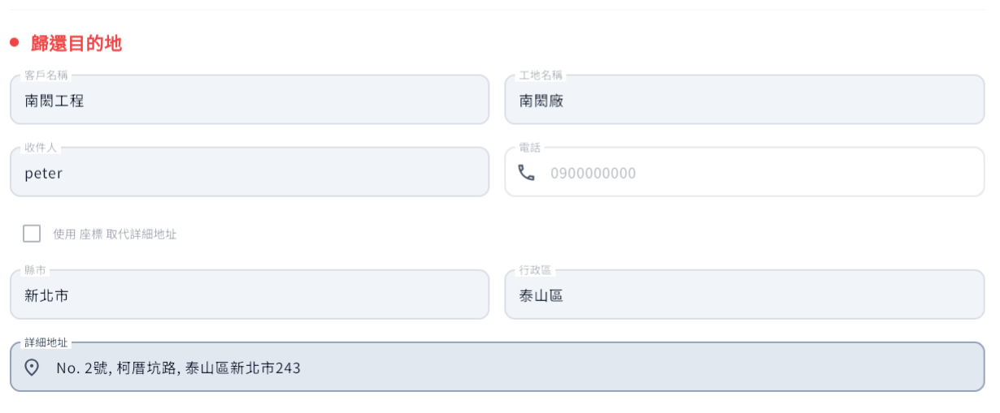 歸還目的地
客戶名稱
南閎工程
工地名稱
南閎廠
收件人
peter
電話
0900000000
使用 座標 取代詳細地址
縣市
新北市
行政區
泰山區
詳細地址
No. 2號, 柯厝坑路, 泰山區新北市243